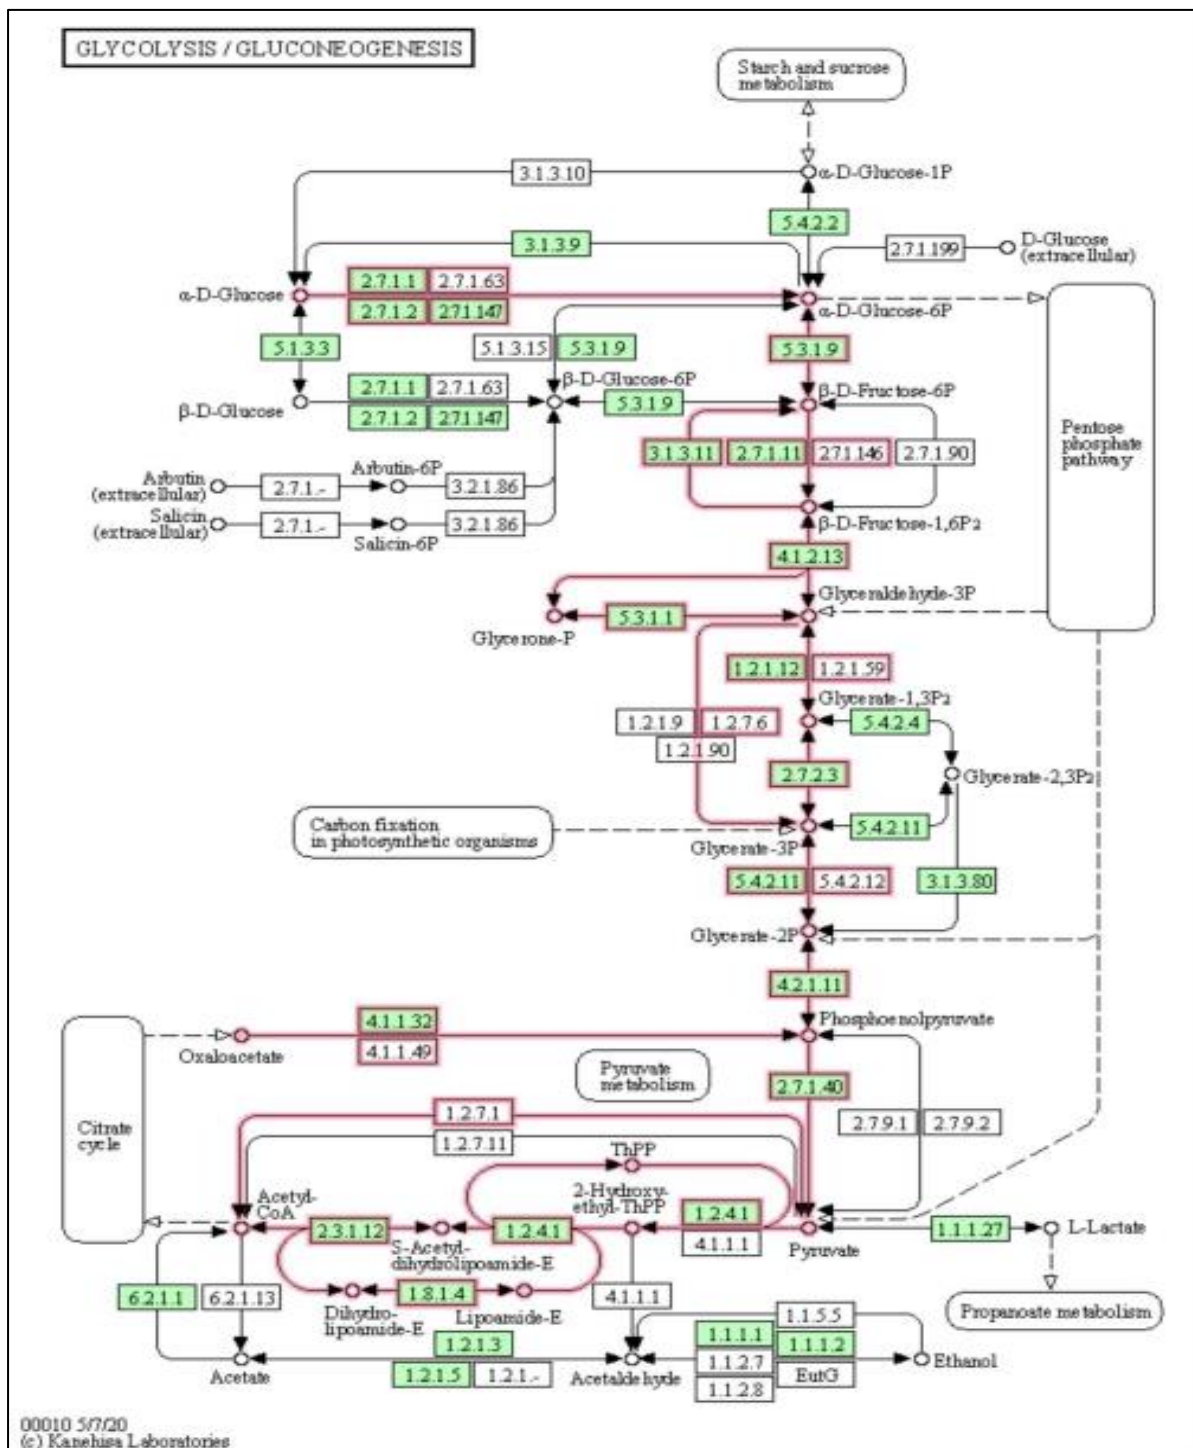 GLYCOLYSIS / GLUCONEOGENESIS
Starch and sucrose
metabolism
3.1.3.10
α-D-Glucose-1P
5.4.2.2
3.1.3.9
2.7.1.199
D-Glucose
(extracellular)
α-D-Glucose
2.7.1.1
2.7.1.63
2.7.1.2
2.7.1.147
α-D-Glucose-6P
5.1.3.3
5.1.3.15
5.3.1.9
5.3.1.9
β-D-Glucose
2.7.1.1
2.7.1.63
2.7.1.2
2.7.1.147
β-D-Glucose-6P
5.3.1.9
β-D-Fructose-6P
Pentose
phosphate
pathway
3.1.3.11
2.7.1.11
2.7.1.146
2.7.1.90
Arbutin
(extracellular)
2.7.1.-
Arbutin-6P
3.2.1.86
Salicin
(extracellular)
2.7.1.-
Salicin-6P
3.2.1.86
β-D-Fructose-1,6P2
4.1.2.13
Glyceraldehyde-3P
5.3.1.1
Glycerone-P
1.2.1.12
1.2.1.59
Glycerate-1,3P2
1.2.1.9
1.2.7.6
1.2.1.90
5.4.2.4
2.7.2.3
Glycerate-2,3P2
Carbon fixation
in photosynthetic organisms
5.4.2.11
Glycerate-3P
5.4.2.11
5.4.2.12
3.1.3.80
Glycerate-2P
4.2.1.11
4.1.1.32
Phosphoenolpyruvate
Oxaloacetate
4.1.1.49
Pyruvate
metabolism
2.7.1.40
1.2.7.1
2.7.9.1
2.7.9.2
Citrate
cycle
1.2.7.11
ThPP
Acetyl-
CoA
2-Hydroxy-
ethyl-ThPP
1.2.4.1
2.3.1.12
1.2.4.1
4.1.1.1
Pyruvate
1.1.1.27
L-Lactate
S-Acetyl-
dihydrolipoamide-E
6.2.1.1
6.2.1.13
1.8.1.4
4.1.1.1
Dihydro-
lipoamide-E
Lipoamide-E
1.1.5.5
Propanoate metabolism
1.2.1.3
1.1.1.1
1.1.1.2
Acetate
1.2.1.5
1.2.1.-
Acetaldehyde
1.1.2.7
EutG
Ethanol
1.1.2.8
00010 5/7/20
(c) Kanehisa Laboratories